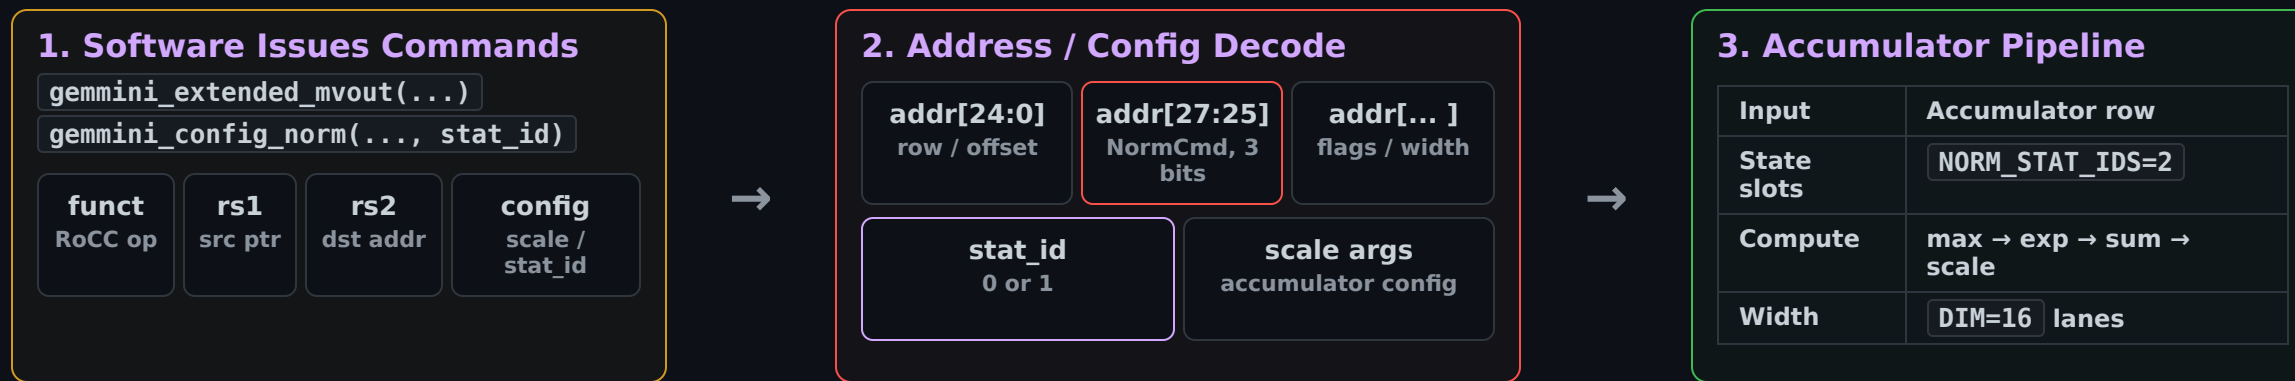 1. Software Issues Commands
gemmini_extended_mvout(...)
gemmini_config_norm(..., stat_id)
funct
RoCC op
rs1
src ptr
rs2
dst addr
config
scale /
stat_id
→
2. Address / Config Decode
addr[24:0]
row / offset
addr[27:25]
NormCmd, 3
bits
addr[... ]
flags / width
stat_id
0 or 1
scale args
accumulator config
→
3. Accumulator Pipeline
Input
Accumulator row
State
slots
NORM_STAT_IDS=2
Compute
max → exp → sum →
scale
Width
DIM=16 lanes